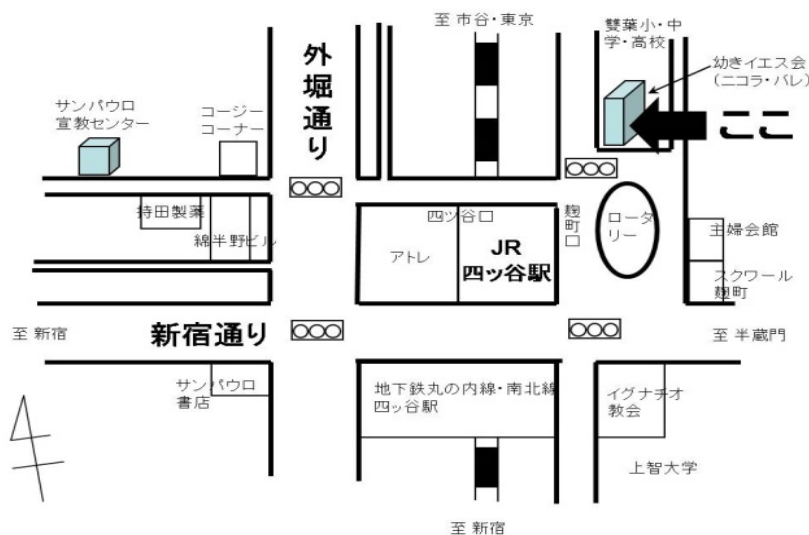 至 市谷・東京
雙葉小・中
学・高校
外堀通り
幼きイエス会
（ニコラ・バレ）
サンパウロ
宣教センター
コージー
コーナー
ここ
持田製薬
綿半野ビル
四ツ谷口
麹町口
ロータ
リー
主婦会館
アトレ
JR
四ッ谷駅
スクワール
麹町
至 新宿
新宿通り
至 半蔵門
サンパウロ
書店
地下鉄丸の内線・南北線
四ッ谷駅
イグナチオ
教会
上智大学
至 新宿